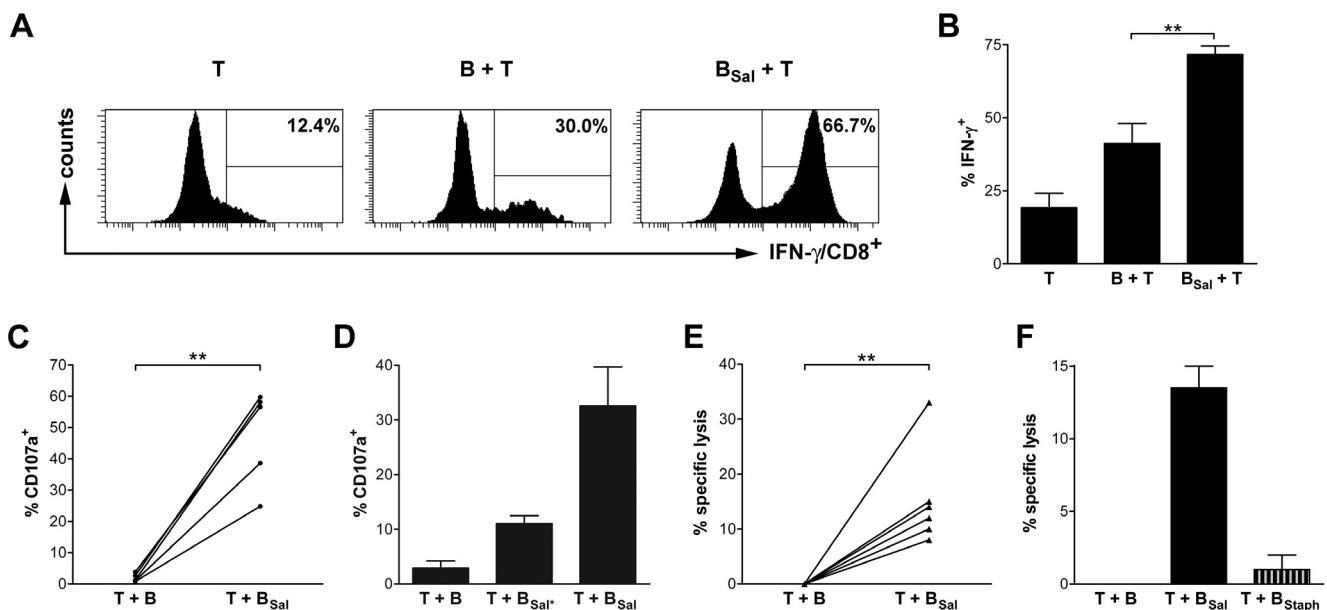 A
T
B + T
BSal + T
counts
12.4%
30.0%
66.7%
IFN-γ/CD8+
B
**
% IFN-γ+
75
50
25
0
T
B + T
BSal + T
C
**
% CD107a+
70
60
50
40
30
20
10
0
T + B
T + BSal
D
% CD107a+
40
30
20
10
0
T + B
T + BSal*
T + BSal
E
**
% specific lysis
40
30
20
10
0
T + B
T + BSal
F
% specific lysis
15
10
5
0
T + B
T + BSal
T + BStaph